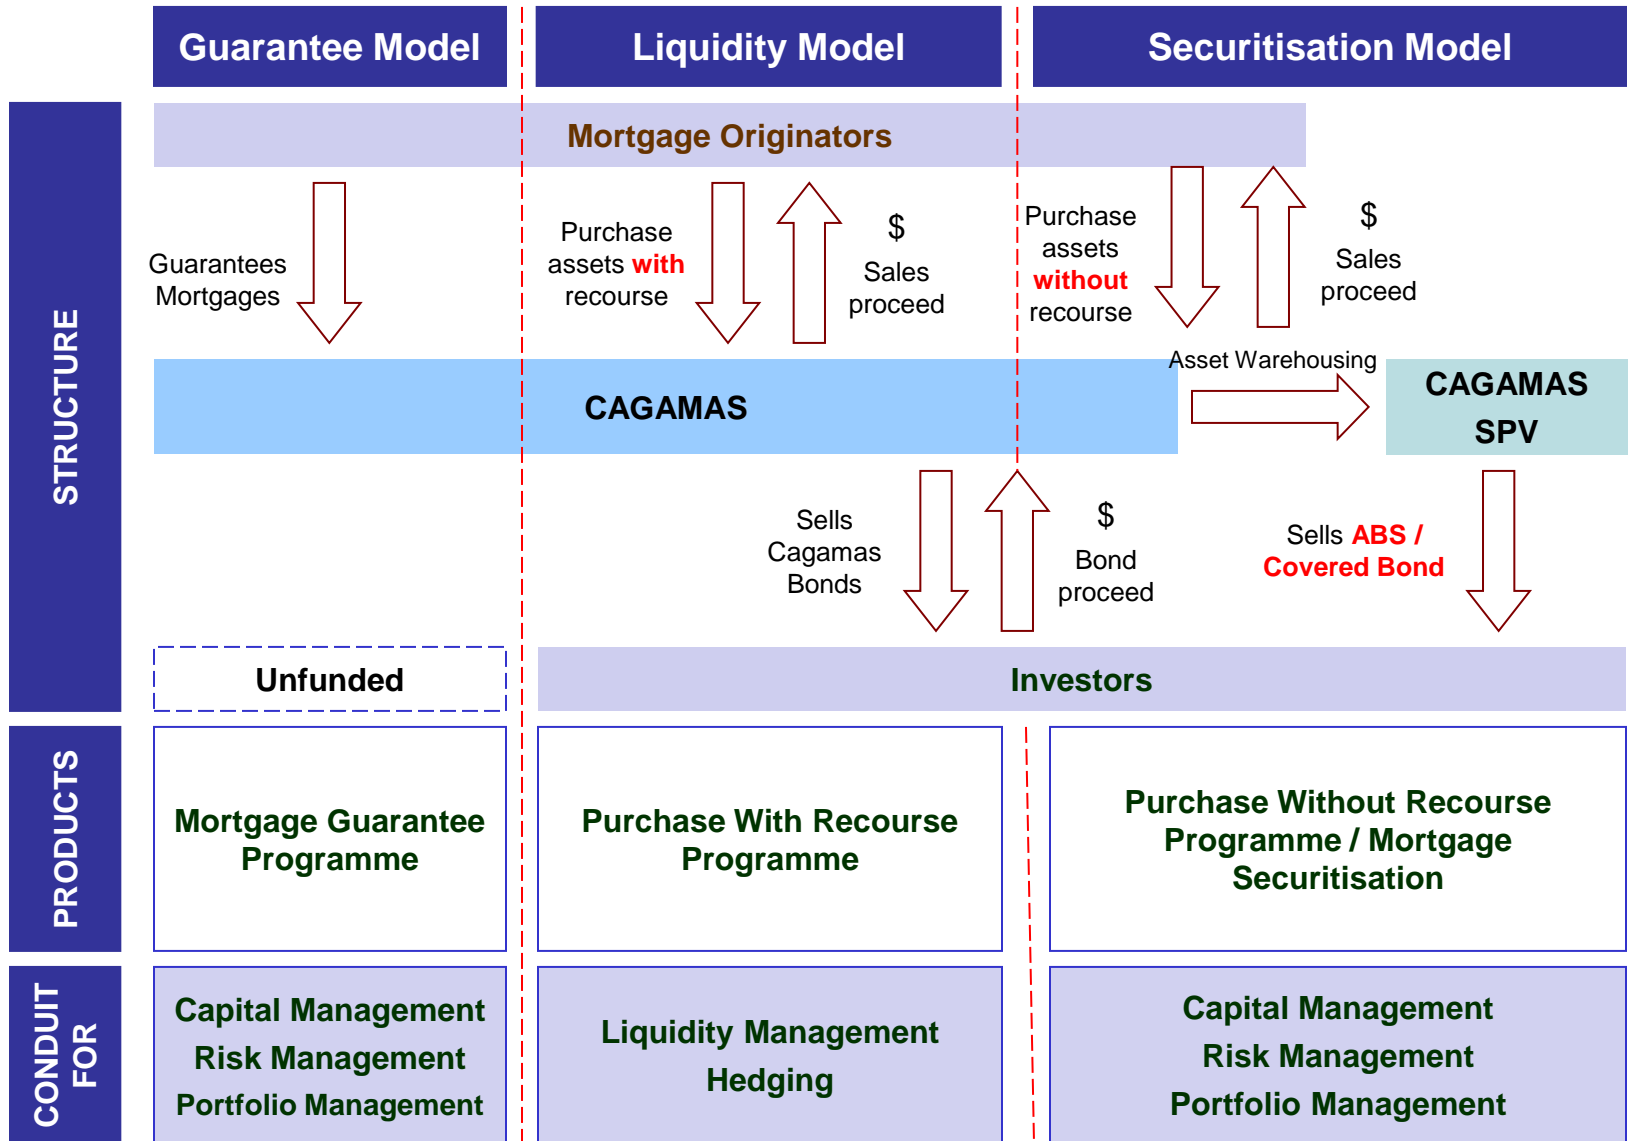 Guarantee Model
Liquidity Model
Securitisation Model
STRUCTURE
Mortgage Originators
Guarantees
Mortgages
Purchase
assets with
recourse
$
Sales
proceed
Purchase
assets
without
recourse
$
Sales
proceed
Asset Warehousing
CAGAMAS
CAGAMAS
SPV
Sells
Cagamas
Bonds
$
Bond
proceed
Sells ABS /
Covered Bond
Unfunded
Investors
PRODUCTS
Mortgage Guarantee
Programme
Purchase With Recourse
Programme
Purchase Without Recourse
Programme / Mortgage
Securitisation
CONDUIT
FOR
Capital Management
Risk Management
Portfolio Management
Liquidity Management
Hedging
Capital Management
Risk Management
Portfolio Management